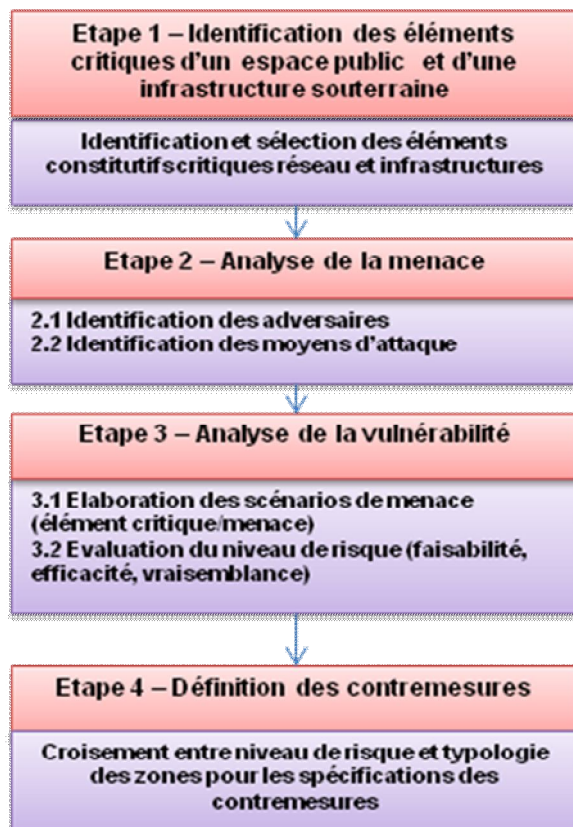 Etape 1 – Identification des éléments
critiques d'un espace public et d'une
infrastructure souterraine
Identification et sélection des éléments
constitutifs critiques réseau et infrastructures
Etape 2 – Analyse de la menace
2.1 Identification des adversaires
2.2 Identification des moyens d'attaque
Etape 3 – Analyse de la vulnérabilité
3.1 Elaboration des scénarios de menace
(élément critique/menace)
3.2 Evaluation du niveau de risque (faisabilité,
efficacité, vraisemblance)
Etape 4 – Définition des contremesures
Croisement entre niveau de risque et typologie
des zones pour les spécifications des
contremesures